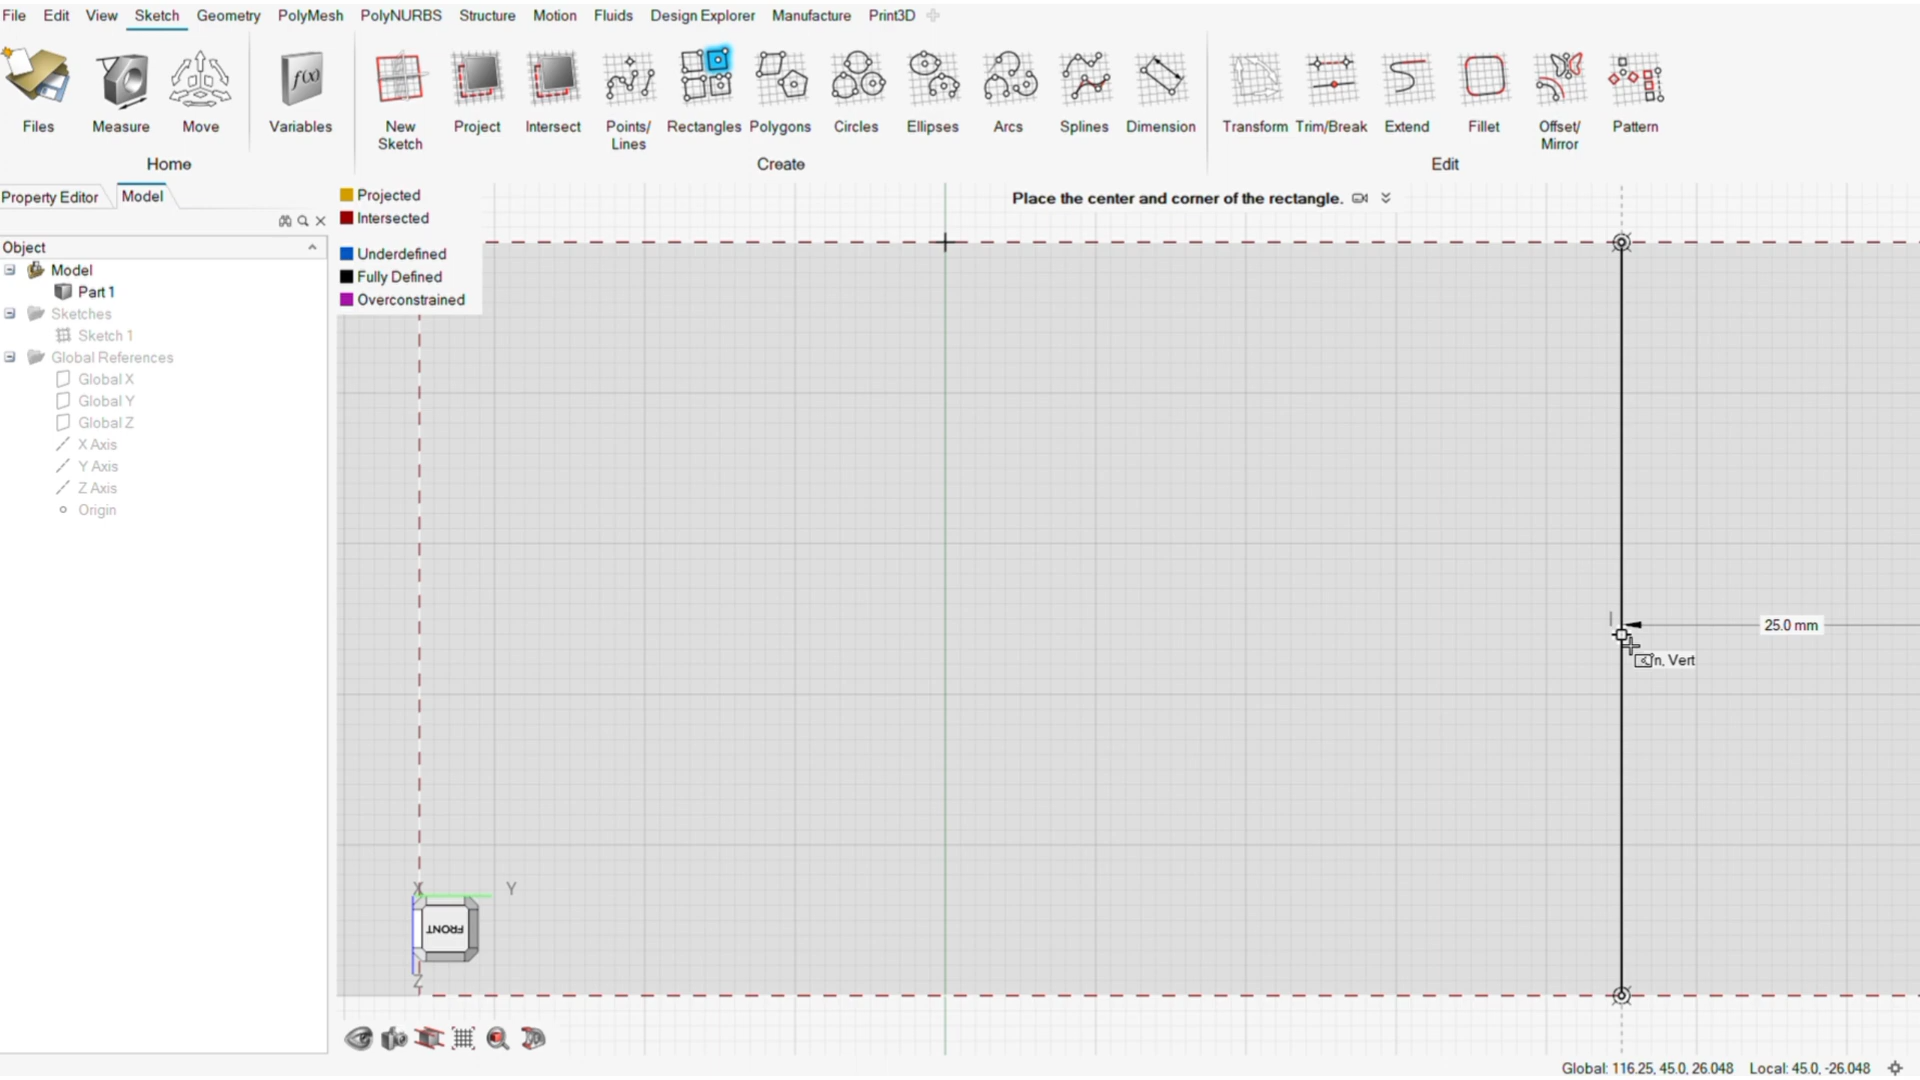 File Edit View Sketch Geometry PolyMesh PolyNURBS Structure Motion Fluids Design Explorer Manufacture Print3D
f(x)
Files Measure Move Variables New Sketch Project Intersect Points/ Lines Rectangles Polygons Circles Ellipses Arcs Splines Dimension Transform Trim/Break Extend Fillet Offset/ Mirror Pattern
Home Create Edit
Property Editor Model
Projected
Intersected
Underdefined
Fully Defined
Overconstrained
Place the center and corner of the rectangle.
Object
Model
Part 1
Sketches
Sketch 1
Global References
Global X
Global Y
Global Z
X Axis
Y Axis
Z Axis
Origin
25.0 mm
n, Vert
X Y
FRONT
Z
Global: 116.25, 45.0, 26.048 Local: 45.0, -26.048